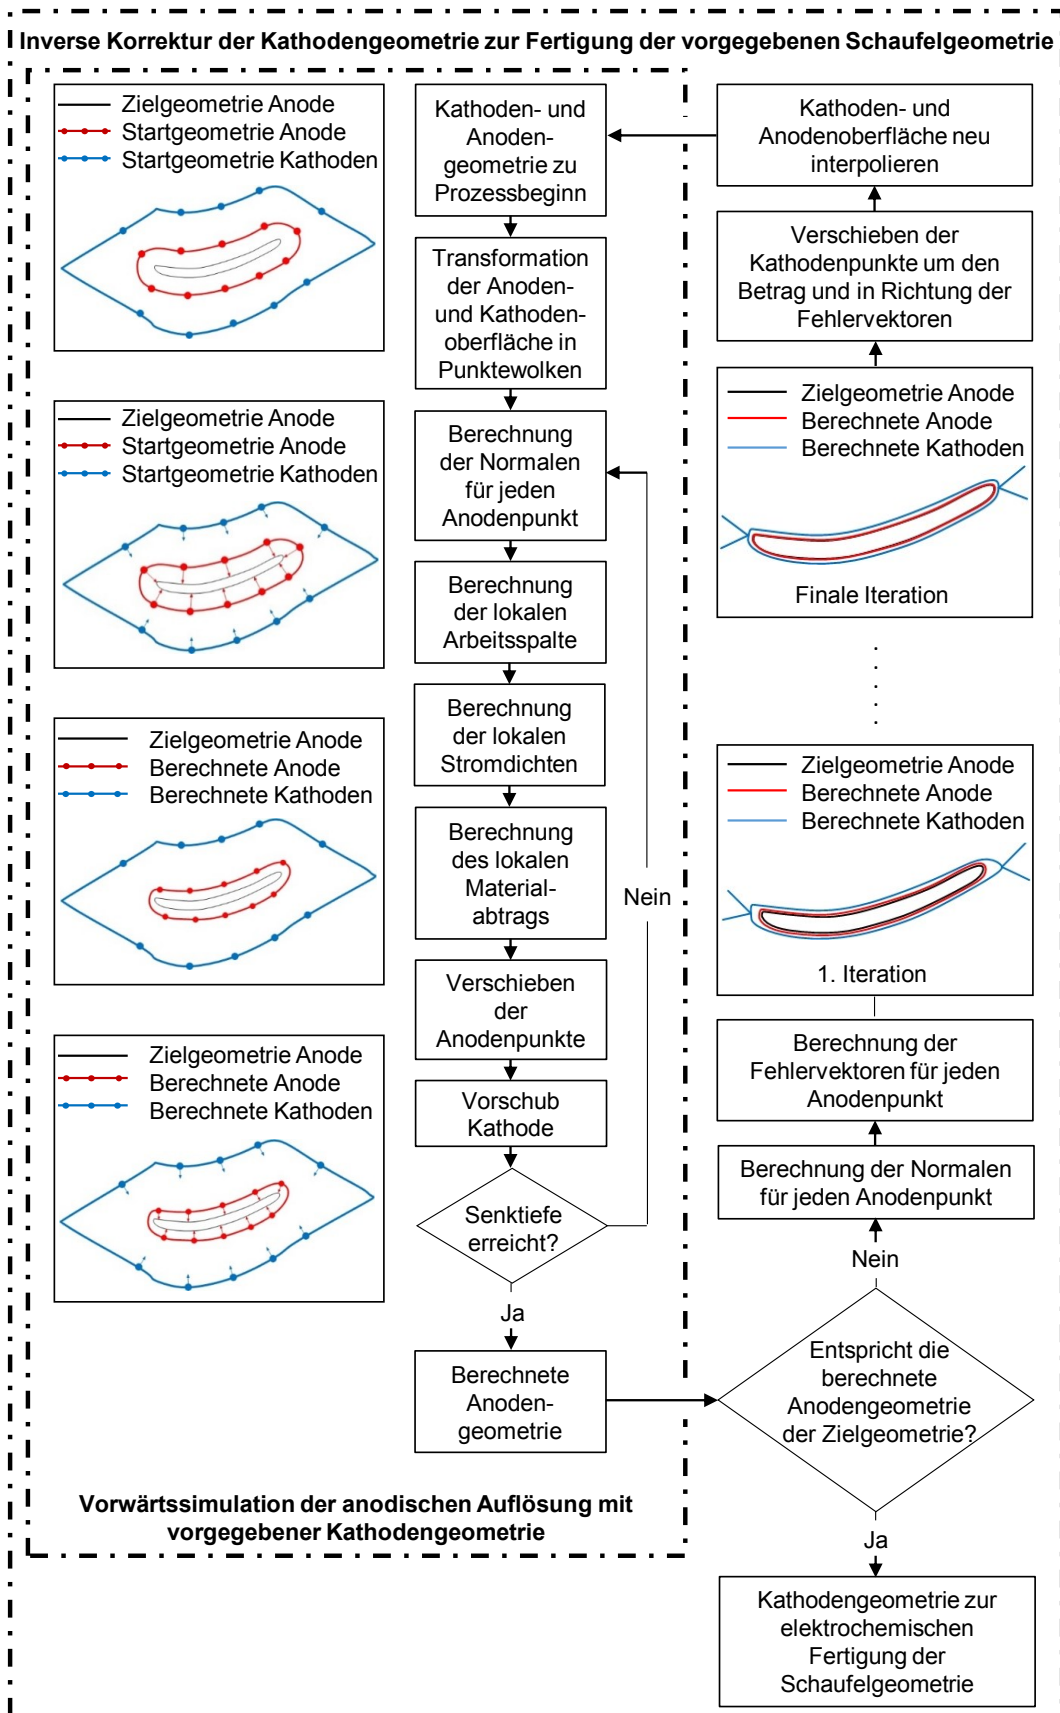 Inverse Korrektur der Kathodengeometrie zur Fertigung der vorgegebenen Schaufelgeometrie
Zielgeometrie Anode
Startgeometrie Anode
Startgeometrie Kathoden
Zielgeometrie Anode
Startgeometrie Anode
Startgeometrie Kathoden
Zielgeometrie Anode
Berechnete Anode
Berechnete Kathoden
Zielgeometrie Anode
Berechnete Anode
Berechnete Kathoden
Kathoden- und
Anoden-
geometrie zu
Prozessbeginn
Transformation
der Anoden-
und Kathoden-
oberfläche in
Punktewolken
Berechnung
der Normalen
für jeden
Anodenpunkt
Berechnung
der lokalen
Arbeitsspalte
Berechnung
der lokalen
Stromdichten
Berechnung
des lokalen
Material-
abtrags
Verschieben
der
Anodenpunkte
Vorschub
Kathode
Senktiefe
erreicht?
Nein
Ja
Berechnete
Anoden-
geometrie
Vorwärtssimulation der anodischen Auflösung mit
vorgegebener Kathodengeometrie
Kathoden- und
Anodenoberfläche neu
interpolieren
Verschieben der
Kathodenpunkte um den
Betrag und in Richtung der
Fehlervektoren
Zielgeometrie Anode
Berechnete Anode
Berechnete Kathoden
Finale Iteration
Zielgeometrie Anode
Berechnete Anode
Berechnete Kathoden
1. Iteration
Berechnung der
Fehlervektoren für jeden
Anodenpunkt
Berechnung der Normalen
für jeden Anodenpunkt
Nein
Entspricht die
berechnete
Anodengeometrie
der Zielgeometrie?
Ja
Kathodengeometrie zur
elektrochemischen
Fertigung der
Schaufelgeometrie